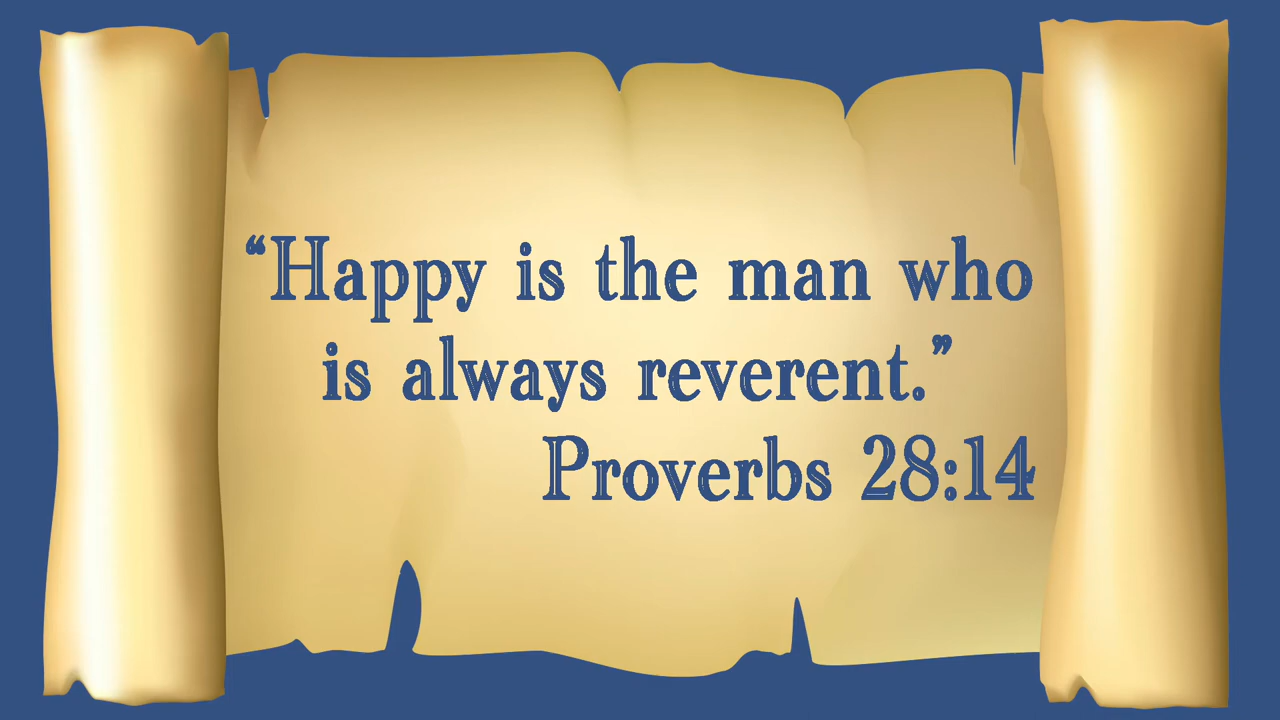 “Happy is the man who
is always reverent.”
Proverbs 28:14